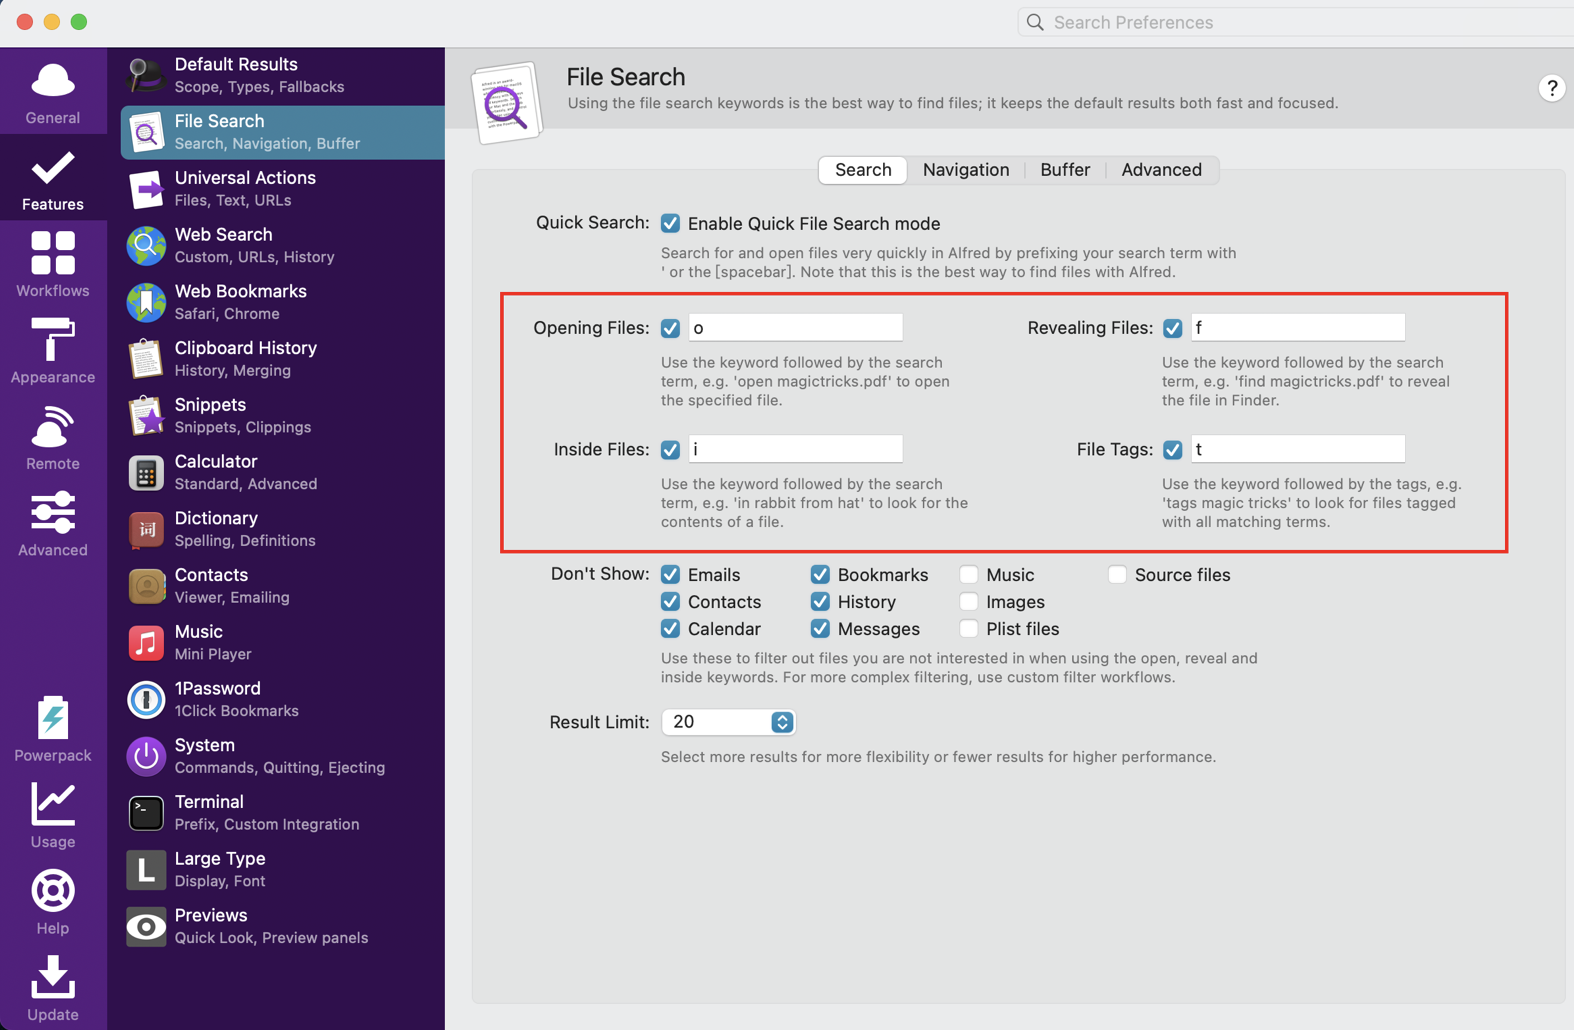 Search Preferences
General
Features
Workflows
Appearance
Remote
Advanced
Powerpack
Usage
Help
Update
Default Results
Scope, Types, Fallbacks
File Search
Search, Navigation, Buffer
Universal Actions
Files, Text, URLs
Web Search
Custom, URLs, History
Web Bookmarks
Safari, Chrome
Clipboard History
History, Merging
Snippets
Snippets, Clippings
Calculator
Standard, Advanced
词
Dictionary
Spelling, Definitions
Contacts
Viewer, Emailing
Music
Mini Player
1Password
1Click Bookmarks
System
Commands, Quitting, Ejecting
>_
Terminal
Prefix, Custom Integration
L
Large Type
Display, Font
Previews
Quick Look, Preview panels
File Search
Using the file search keywords is the best way to find files; it keeps the default results both fast and focused.
?
Search Navigation Buffer Advanced
Quick Search: Enable Quick File Search mode
Search for and open files very quickly in Alfred by prefixing your search term with
' or the [spacebar]. Note that this is the best way to find files with Alfred.
Opening Files: o
Use the keyword followed by the search
term, e.g. 'open magictricks.pdf' to open
the specified file.
Revealing Files: f
Use the keyword followed by the search
term, e.g. 'find magictricks.pdf' to reveal
the file in Finder.
Inside Files: i
Use the keyword followed by the search
term, e.g. 'in rabbit from hat' to look for the
contents of a file.
File Tags: t
Use the keyword followed by the tags, e.g.
'tags magic tricks' to look for files tagged
with all matching terms.
Don't Show: Emails Bookmarks Music Source files
Contacts History Images
Calendar Messages Plist files
Use these to filter out files you are not interested in when using the open, reveal and
inside keywords. For more complex filtering, use custom filter workflows.
Result Limit: 20
Select more results for more flexibility or fewer results for higher performance.